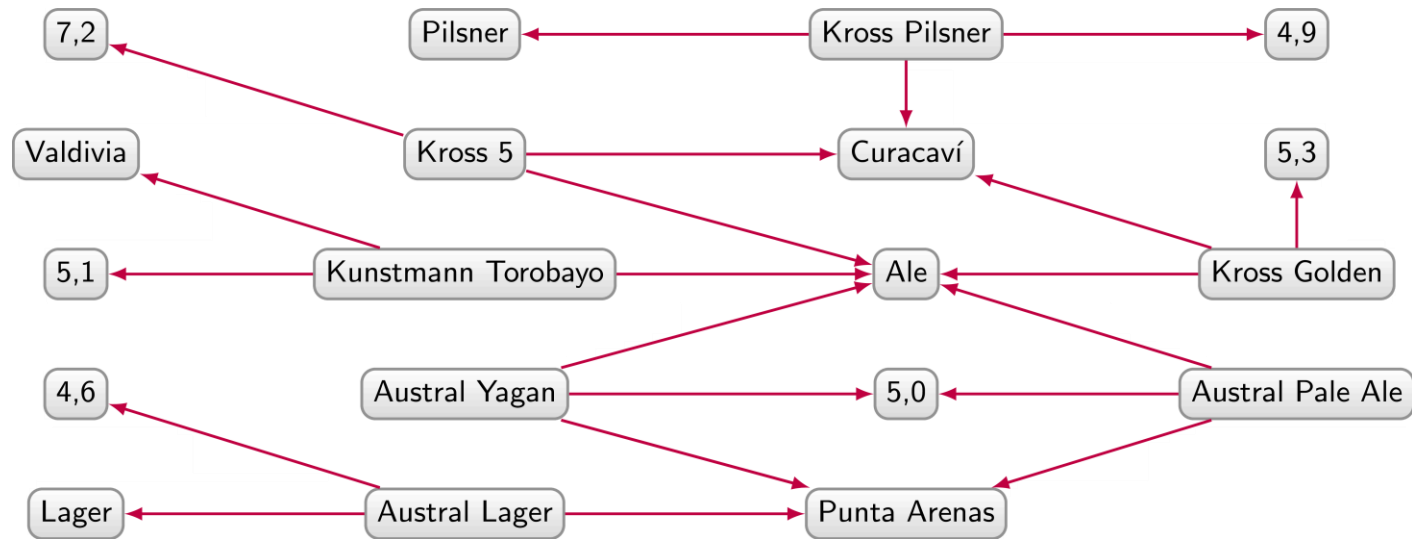 7,2
Pilsner
Kross Pilsner
4,9
Valdivia
Kross 5
Curacaví
5,3
5,1
Kunstmann Torobayo
Ale
Kross Golden
4,6
Austral Yagan
5,0
Austral Pale Ale
Lager
Austral Lager
Punta Arenas